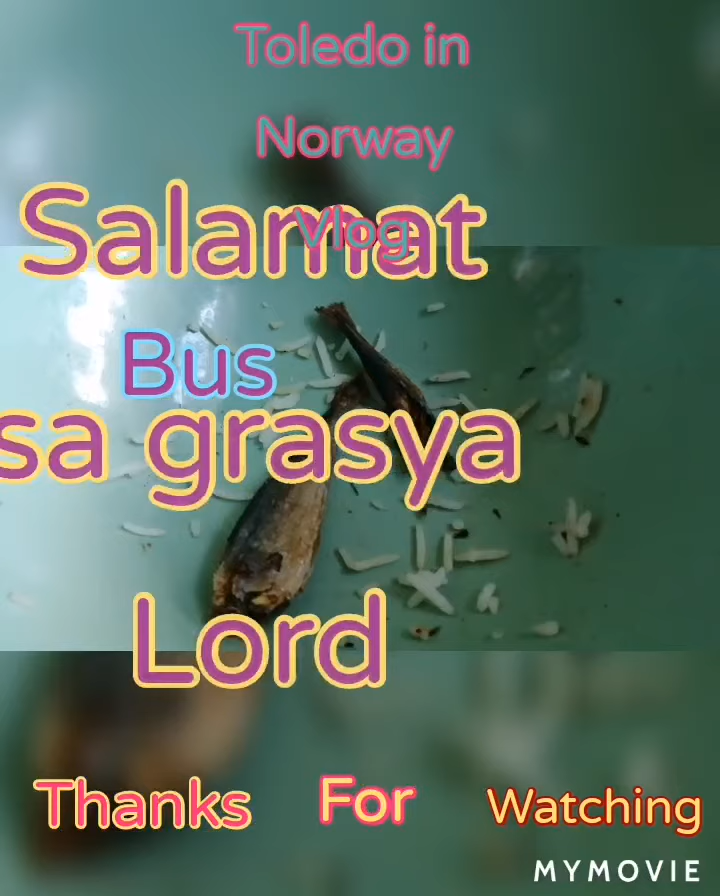 Toledo in
Norway
Vlog
Salamat
Bus
sa grasya
Lord
Thanks For Watching
MYMOVIE